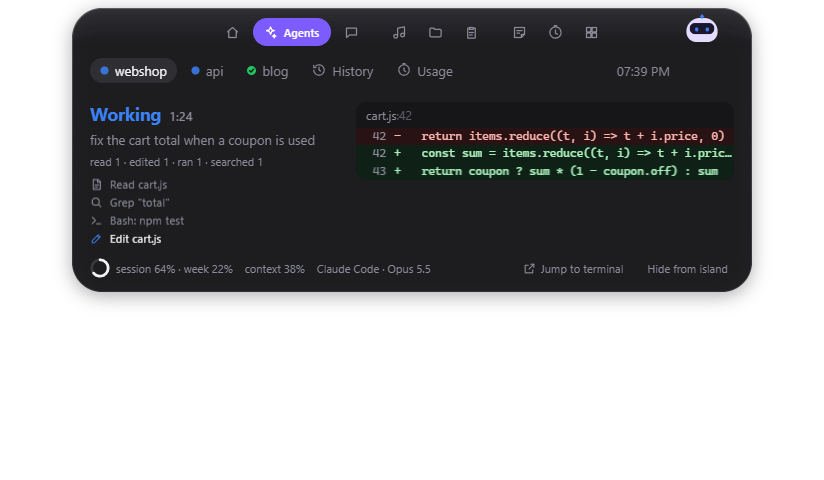 Agents
webshop api blog History Usage 07:39 PM
Working 1:24
fix the cart total when a coupon is used
read 1 · edited 1 · ran 1 · searched 1
Read cart.js
Grep "total"
Bash: npm test
Edit cart.js
cart.js:42
42 − return items.reduce((t, i) => t + i.price, 0)
42 + const sum = items.reduce((t, i) => t + i.pric…
43 + return coupon ? sum * (1 − coupon.off) : sum
session 64% · week 22% context 38% Claude Code · Opus 5.5 Jump to terminal Hide from island